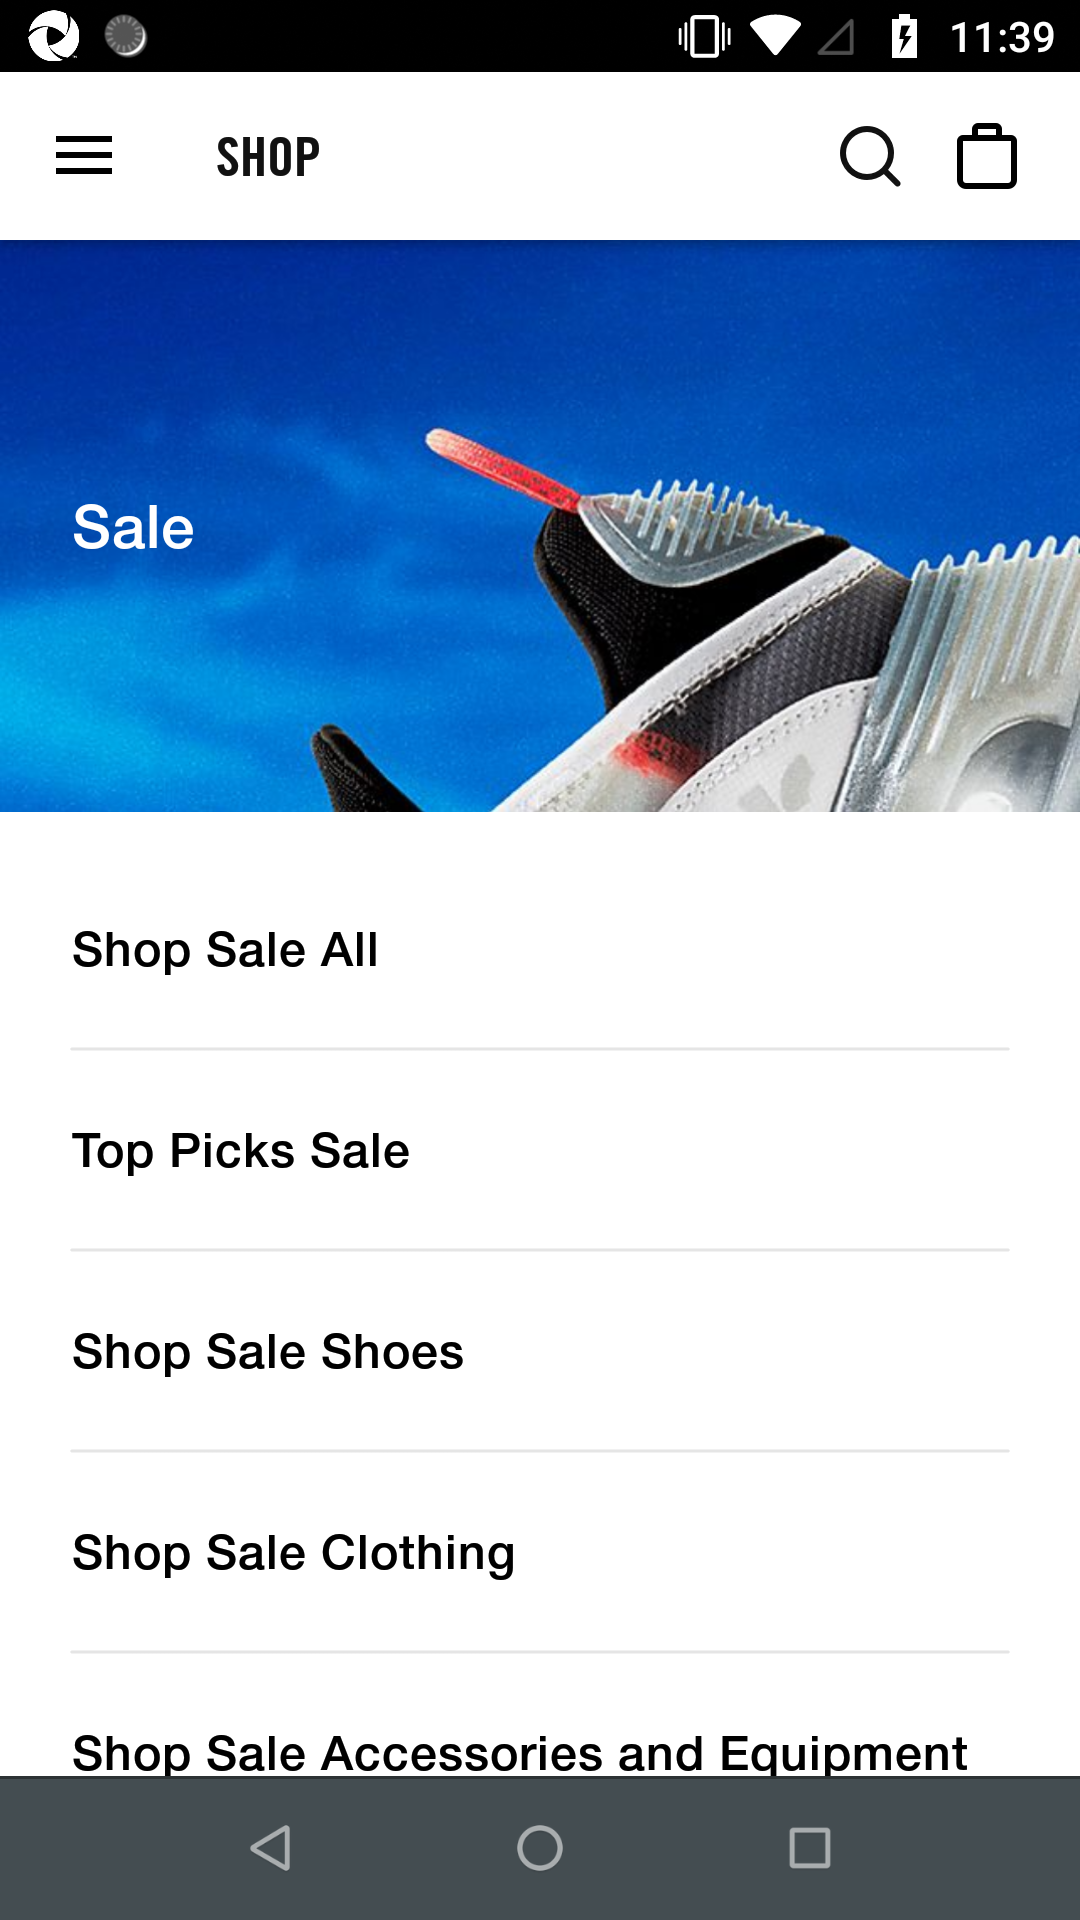 11:39
SHOP
Sale
Shop Sale All
Top Picks Sale
Shop Sale Shoes
Shop Sale Clothing
Shop Sale Accessories and Equipment